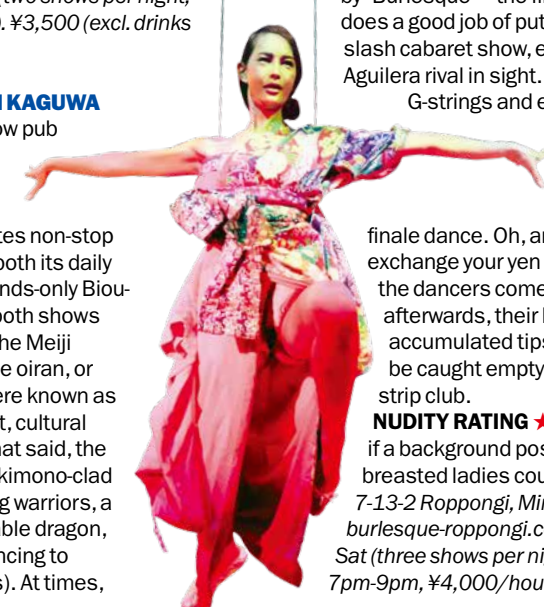 two shows per night,
). ¥3,500 (excl. drinks
KAGUWA
ow pub
tes non-stop
both its daily
nds-only Biou-
both shows
he Meiji
e oiran, or
ere known as
t, cultural
hat said, the
kimono-clad
g warriors, a
ble dragon,
ncing to
s). At times,
by 'Burlesque'
does a good job of put
slash cabaret show, e
Aguilera rival in sight.
G-strings and e
finale dance. Oh, an
exchange your yen
the dancers come
afterwards, their
accumulated tips
be caught empty
strip club.
NUDITY RATING ★
if a background pos
breasted ladies cou
7-13-2 Roppongi, Min
burlesque-roppongi.c
Sat (three shows per ni
7pm-9pm, ¥4,000/hou